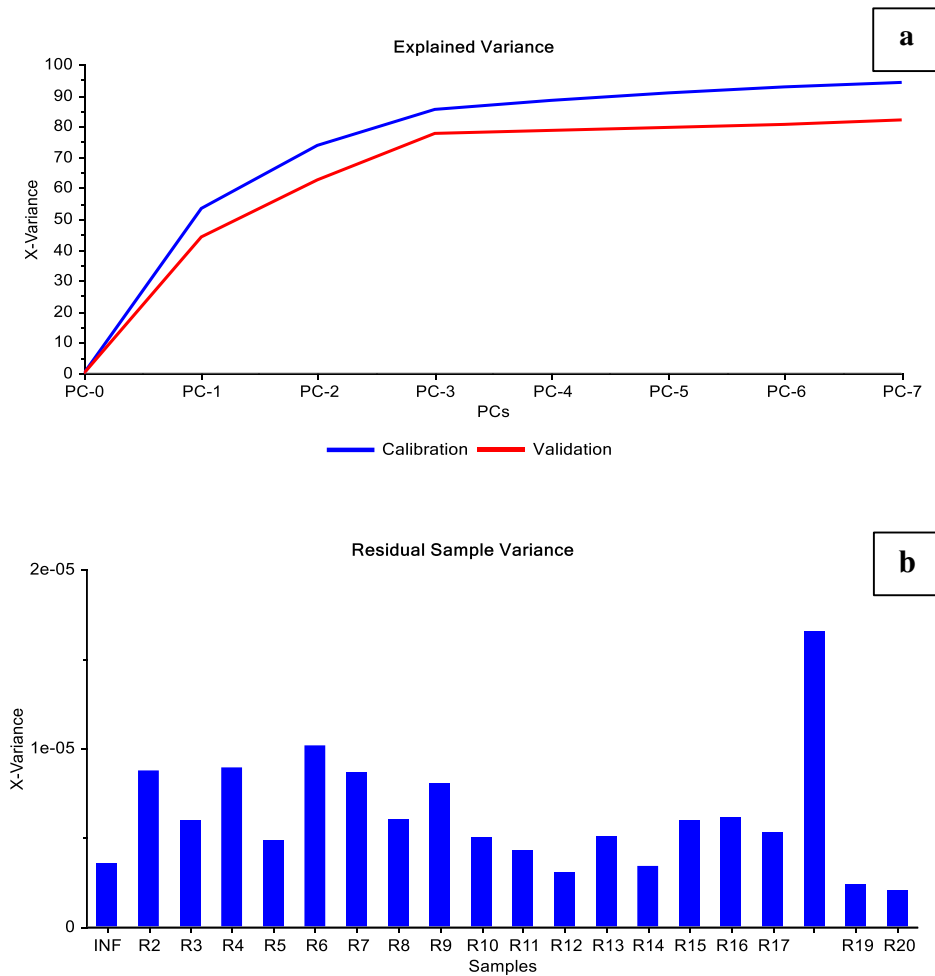 a
Explained Variance
100
90
80
70
60
50
40
30
20
10
0
X-Variance
PC-0 PC-1 PC-2 PC-3 PC-4 PC-5 PC-6 PC-7
PCs
Calibration Validation
b
Residual Sample Variance
2e-05
1e-05
0
X-Variance
INF R2 R3 R4 R5 R6 R7 R8 R9 R10 R11 R12 R13 R14 R15 R16 R17 R19 R20
Samples